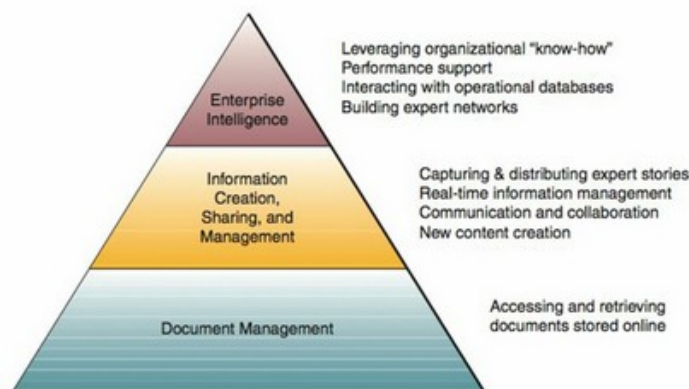 Enterprise
Intelligence
Leveraging organizational “know-how”
Performance support
Interacting with operational databases
Building expert networks
Information
Creation,
Sharing, and
Management
Capturing & distributing expert stories
Real-time information management
Communication and collaboration
New content creation
Document Management
Accessing and retrieving
documents stored online